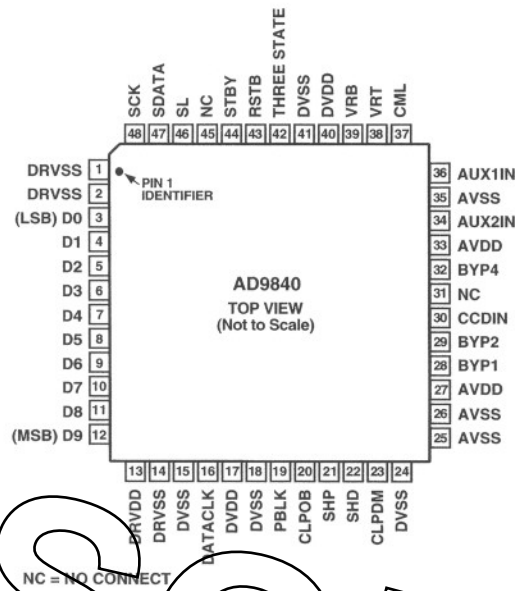 SCK SDATA SL NC STBY RSTB THREE STATE DVSS DVDD VRB VRT CML
48 47 46 45 44 43 42 41 40 39 38 37
DRVSS 1
DRVSS 2
(LSB) D0 3
D1 4
D2 5
D3 6
D4 7
D5 8
D6 9
D7 10
D8 11
(MSB) D9 12
PIN 1
IDENTIFIER
AD9840
TOP VIEW
(Not to Scale)
36 AUX1IN
35 AVSS
34 AUX2IN
33 AVDD
32 BYP4
31 NC
30 CCDIN
29 BYP2
28 BYP1
27 AVDD
26 AVSS
25 AVSS
13 14 15 16 17 18 19 20 21 22 23 24
DRVDD DRVSS DVSS DATACLK DVDD DVSS PBLK CLPOB SHP SHD CLPDM DVSS
NC = NO CONNECT